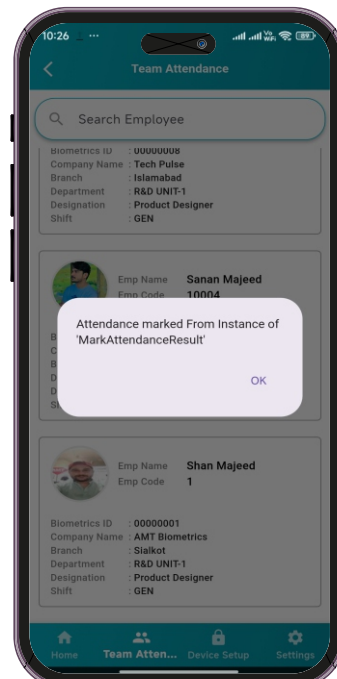 10:26 ...
Vo WiFi 89
Team Attendance
Search Employee
Biometrics ID : 00000008
Company Name : Tech Pulse
Branch : Islamabad
Department : R&D UNIT-1
Designation : Product Designer
Shift : GEN
Emp Name Sanan Majeed
Emp Code 10004
Attendance marked From Instance of
'MarkAttendanceResult'
OK
Emp Name Shan Majeed
Emp Code 1
Biometrics ID : 00000001
Company Name : AMT Biometrics
Branch : Sialkot
Department : R&D UNIT-1
Designation : Product Designer
Shift : GEN
Home Team Atten... Device Setup Settings